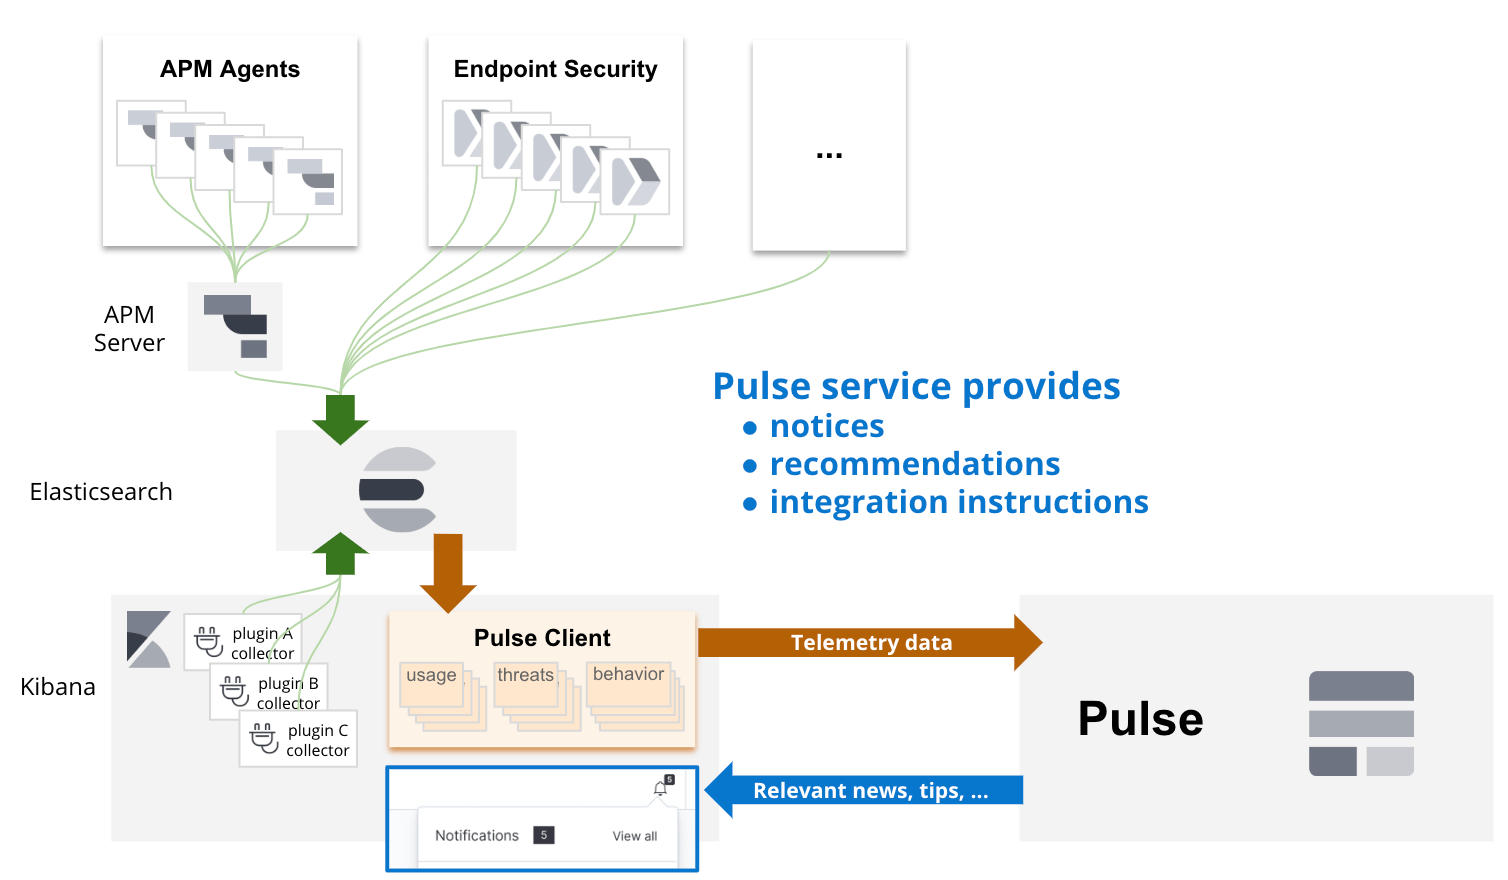 APM Agents
Endpoint Security
...
APM
Server
Pulse service provides
● notices
● recommendations
● integration instructions
Elasticsearch
Kibana
plugin A
collector
plugin B
collector
plugin C
collector
Pulse Client
usage
threats
behavior
Telemetry data
Pulse
Relevant news, tips, ...
5
Notifications
5
View all